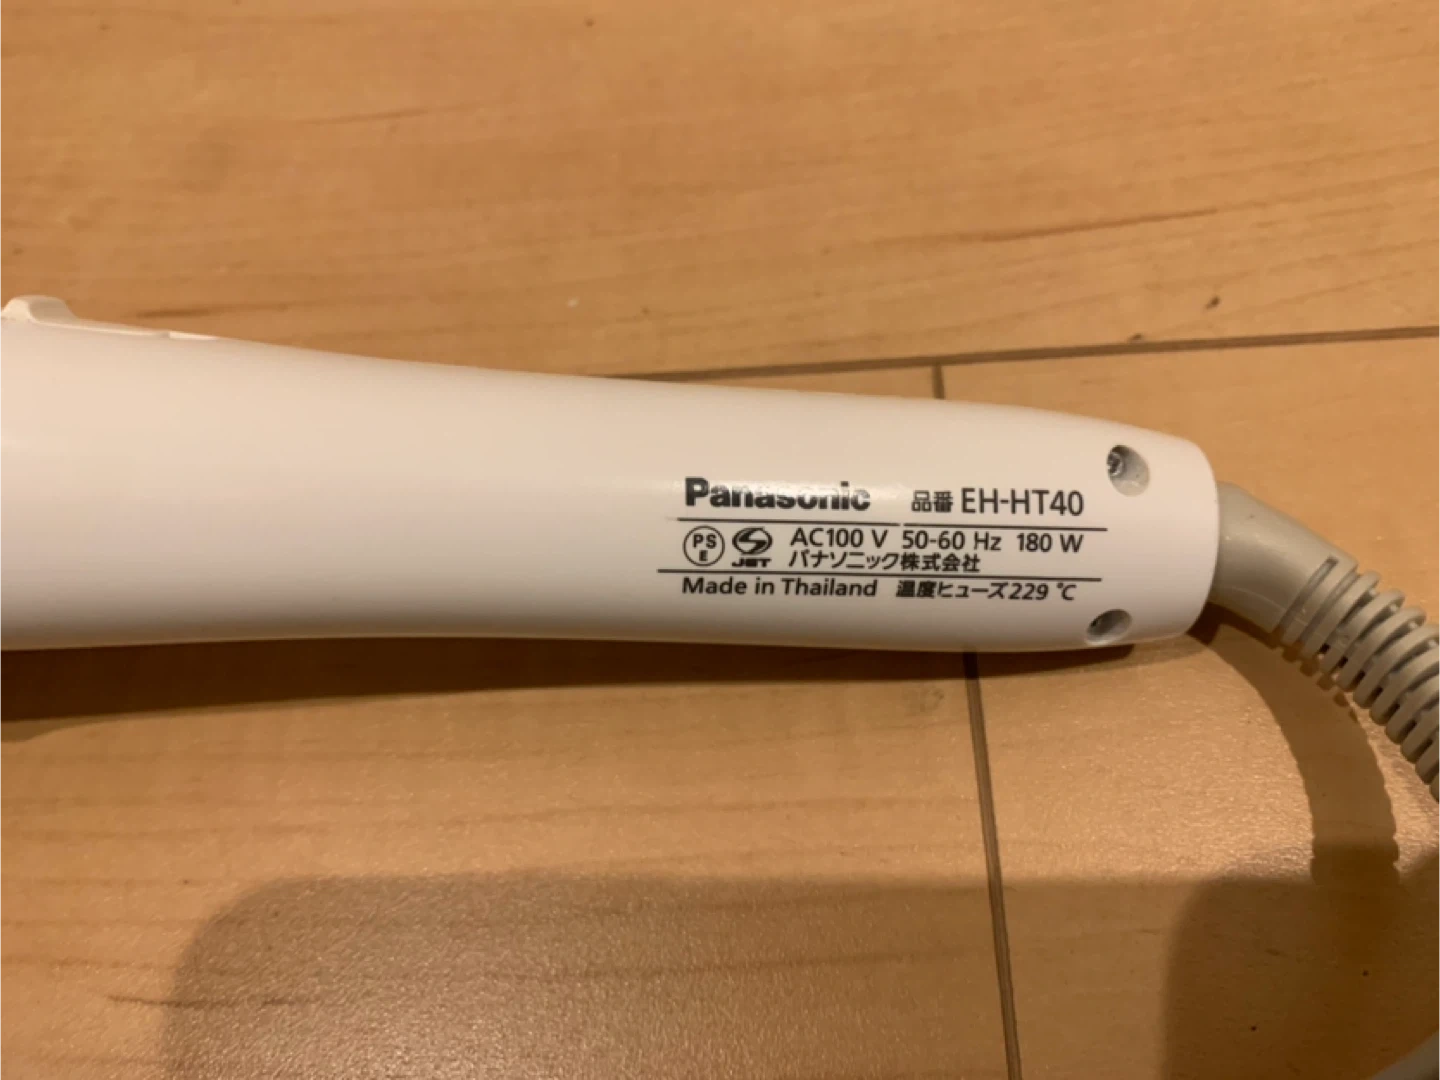 Panasonic 品番 EH-HT40
PS E JET AC100 V 50-60 Hz 180 W
パナソニック株式会社
Made in Thailand 温度ヒューズ229 ℃